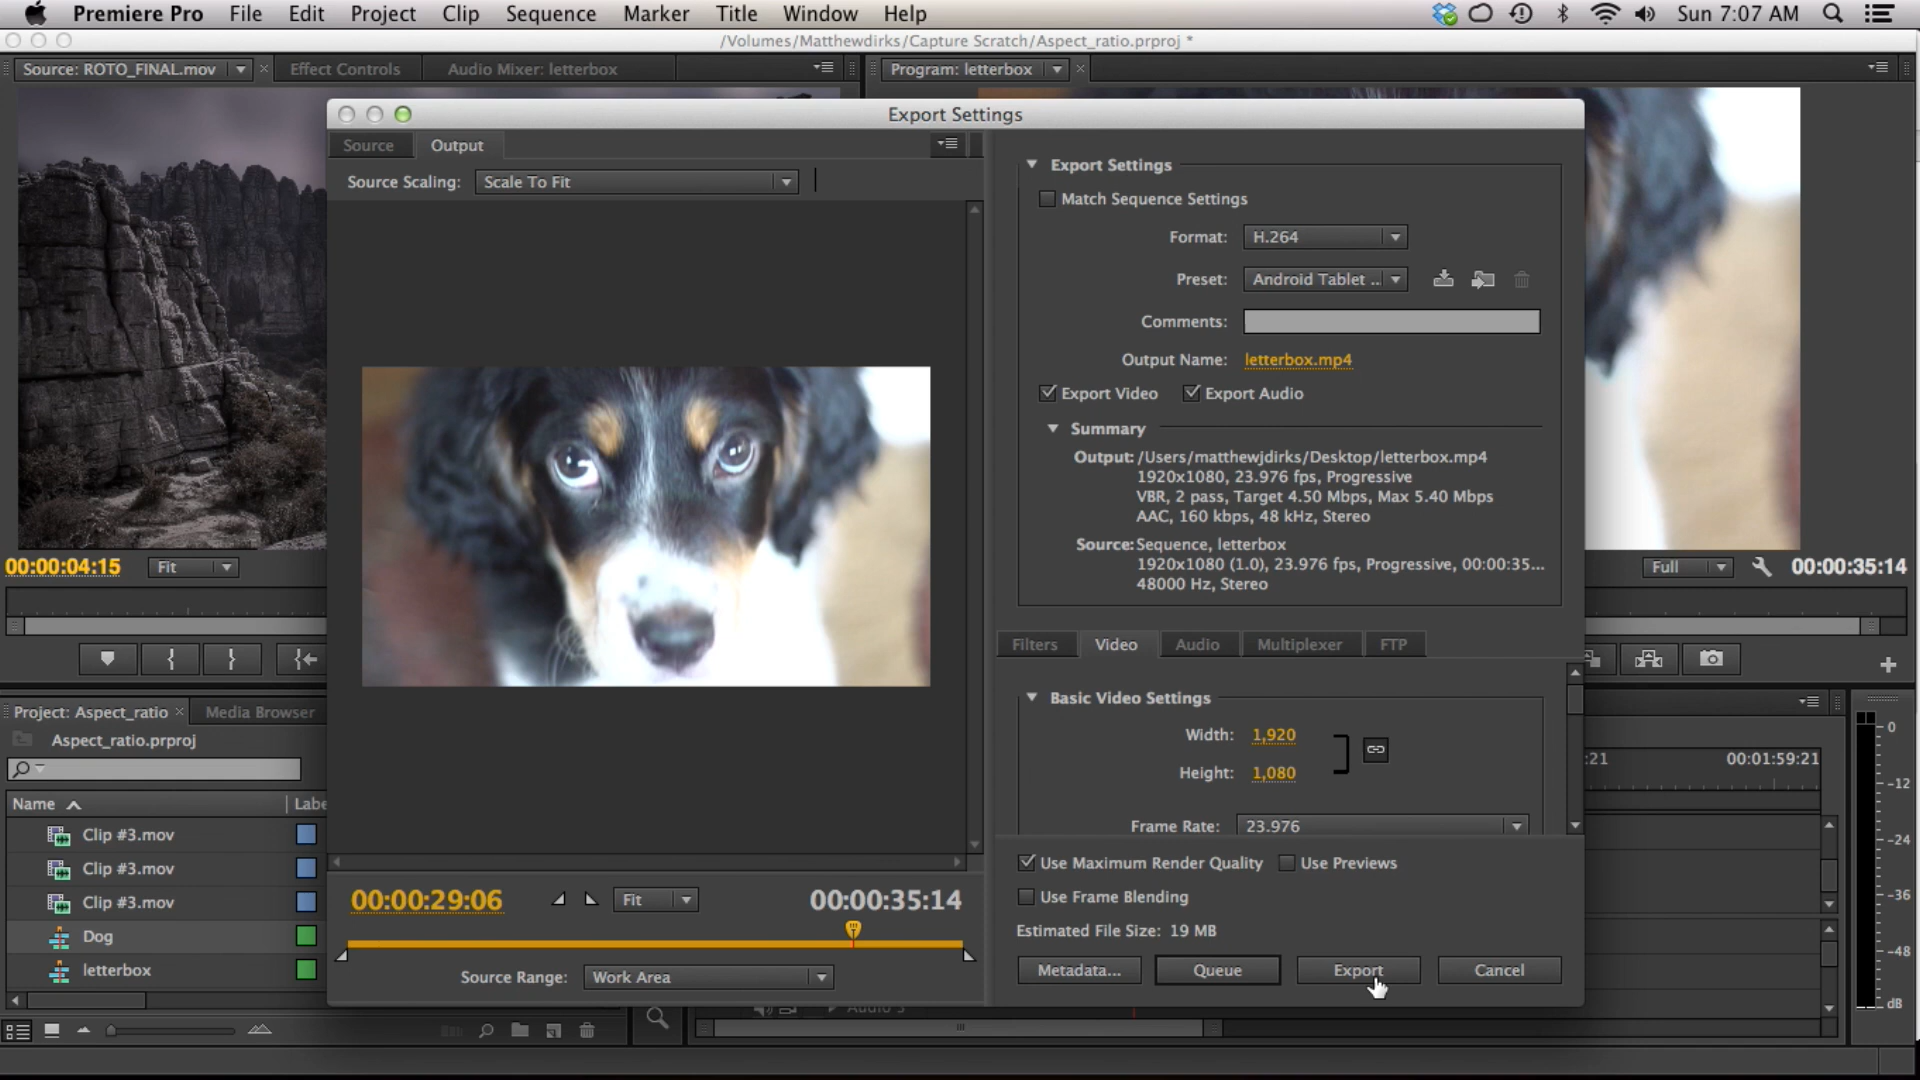 Premiere Pro File Edit Project Clip Sequence Marker Title Window Help Sun 7:07 AM
/Volumes/Matthewdirks/Capture Scratch/Aspect_ratio.prproj *
Source: ROTO_FINAL.mov Effect Controls Audio Mixer: letterbox Program: letterbox
Export Settings
Source Output
Source Scaling: Scale To Fit
Export Settings
Match Sequence Settings
Format: H.264
Preset: Android Tablet ..
Comments:
Output Name: letterbox.mp4
Export Video Export Audio
Summary
Output: /Users/matthewjdirks/Desktop/letterbox.mp4
1920x1080, 23.976 fps, Progressive
VBR, 2 pass, Target 4.50 Mbps, Max 5.40 Mbps
AAC, 160 kbps, 48 kHz, Stereo
Source: Sequence, letterbox
1920x1080 (1.0), 23.976 fps, Progressive, 00:00:35...
48000 Hz, Stereo
00:00:04:15 Fit
Full 00:00:35:14
Filters Video Audio Multiplexer FTP
Basic Video Settings
Width: 1,920
Height: 1,080
Frame Rate: 23.976
Use Maximum Render Quality Use Previews
Use Frame Blending
Estimated File Size: 19 MB
Metadata... Queue Export Cancel
00:00:29:06 Fit 00:00:35:14
Source Range: Work Area
Project: Aspect_ratio Media Browser
Aspect_ratio.prproj
Name Labe
Clip #3.mov
Clip #3.mov
Clip #3.mov
Dog
letterbox
:21 00:01:59:21
0
-12
-24
-36
-48
dB